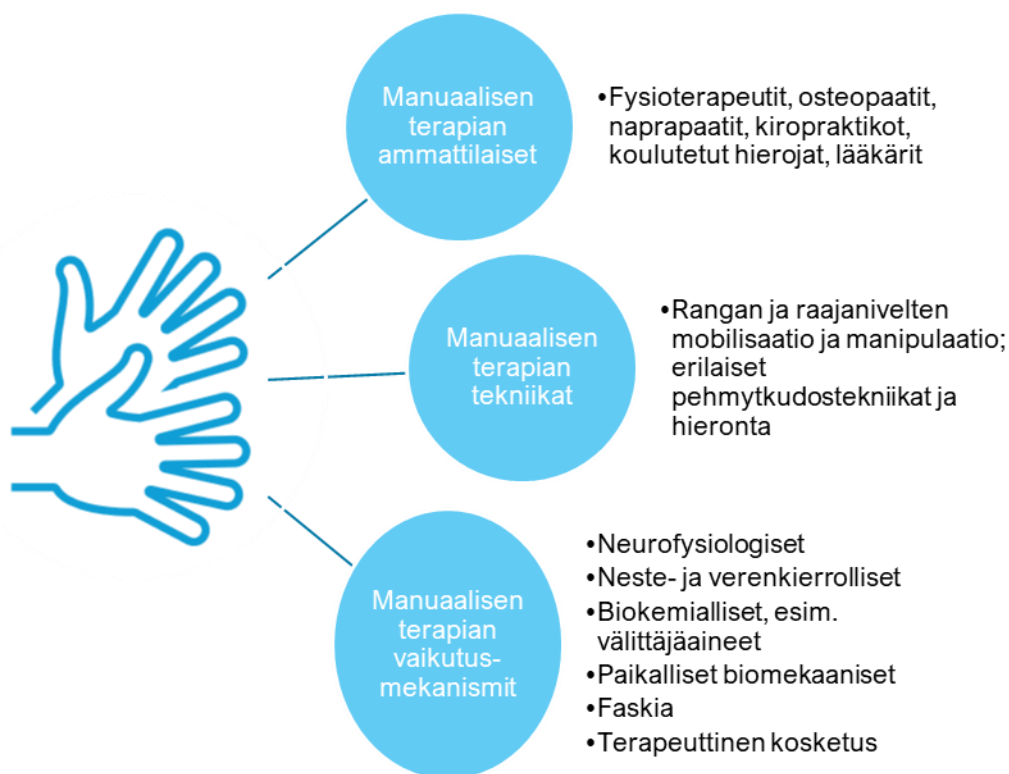 Manuaalisen
terapian
ammattilaiset
•Fysioterapeutit, osteopaatit,
naprapaatit, kiropraktikot,
koulutetut hierojat, lääkärit
Manuaalisen
terapian
tekniikat
•Rangan ja raajanivelten
mobilisaatio ja manipulaatio;
erilaiset
pehmytkudostekniikat ja
hieronta
Manuaalisen
terapian
vaikutus-
mekanismit
•Neurofysiologiset
•Neste- ja verenkierrolliset
•Biokemialliset, esim.
välittäjäaineet
•Paikalliset biomekaaniset
•Faskia
•Terapeuttinen kosketus